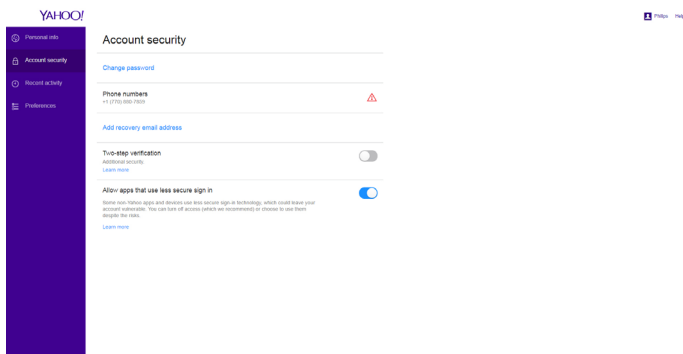 YAHOO!
Phillips Help
Personal info
Account security
Recent activity
Preferences
Account security
Change password
Phone numbers
+1 (770)
Add recovery email address
Two-step verification
Additional security.
Learn more
Allow apps that use less secure sign in
Some non-Yahoo apps and devices use less secure sign-in technology, which could leave your
account vulnerable. You can turn off access (which we recommend) or choose to use them
despite the risks.
Learn more